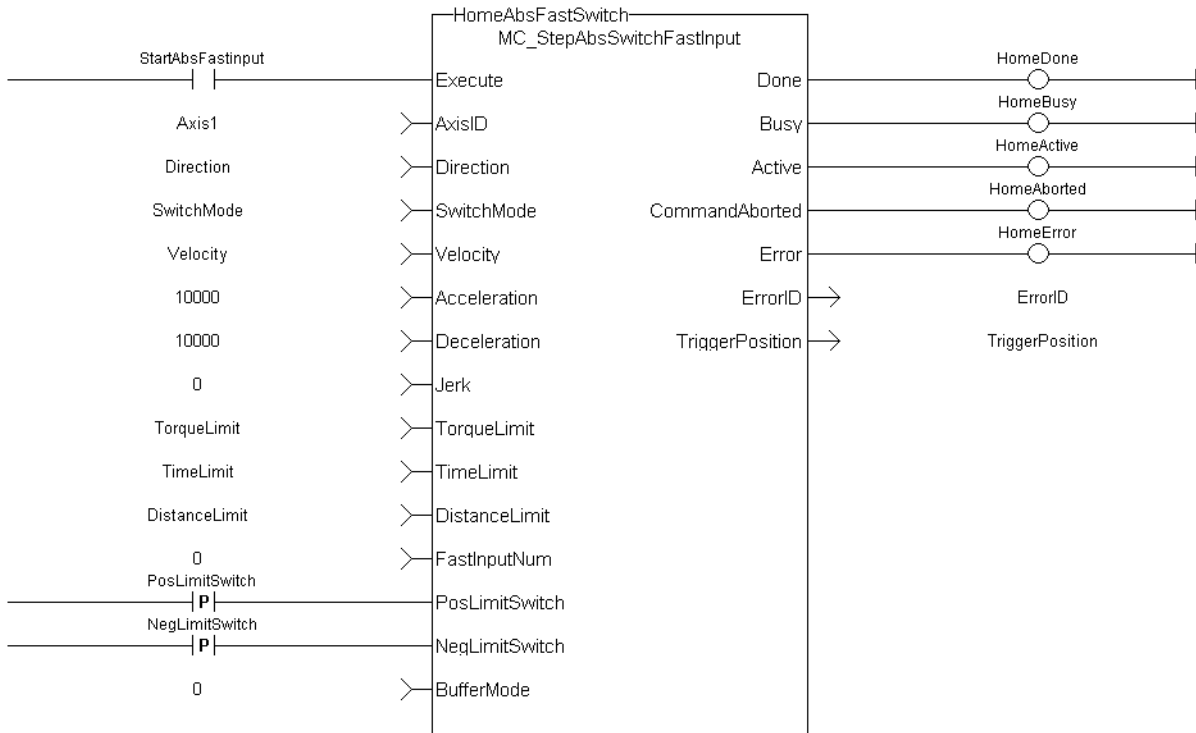 HomeAbsFastSwitch
MC_StepAbsSwitchFastInput
StartAbsFastinput
Execute
Done
HomeDone
Axis1
AxisID
Busy
HomeBusy
Direction
Direction
Active
HomeActive
SwitchMode
SwitchMode
CommandAborted
HomeAborted
Velocity
Velocity
Error
HomeError
10000
Acceleration
ErrorID
ErrorID
10000
Deceleration
TriggerPosition
TriggerPosition
0
Jerk
TorqueLimit
TorqueLimit
TimeLimit
TimeLimit
DistanceLimit
DistanceLimit
0
FastInputNum
PosLimitSwitch
P
PosLimitSwitch
NegLimitSwitch
P
NegLimitSwitch
0
BufferMode